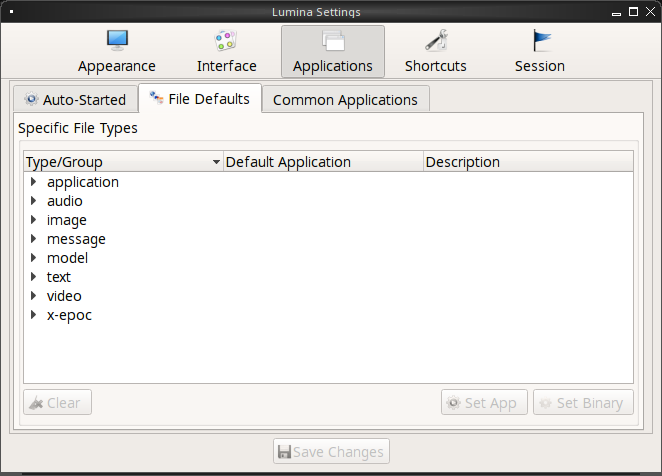 Lumina Settings
Appearance Interface Applications Shortcuts Session
Auto-Started File Defaults Common Applications
Specific File Types
Type/Group Default Application Description
application
audio
image
message
model
text
video
x-epoc
Clear Set App Set Binary
Save Changes